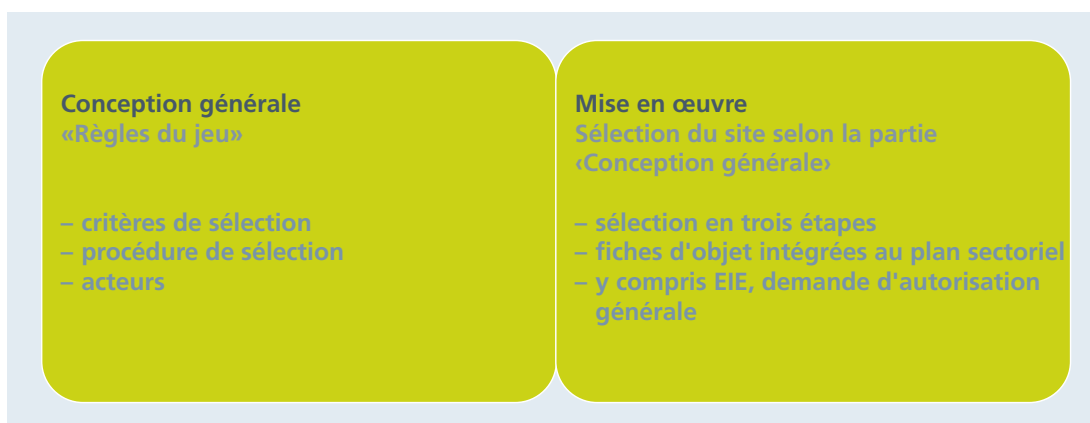 Conception générale
«Règles du jeu»
– critères de sélection
– procédure de sélection
– acteurs
Mise en œuvre
Sélection du site selon la partie
‹Conception générale›
– sélection en trois étapes
– fiches d'objet intégrées au plan sectoriel
– y compris EIE, demande d'autorisation
générale